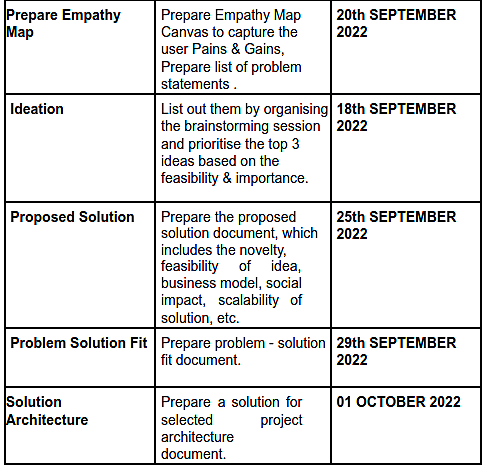 Prepare Empathy
Map
Prepare Empathy Map
Canvas to capture the
user Pains & Gains,
Prepare list of problem
statements .
20th SEPTEMBER
2022
Ideation
List out them by organising
the brainstorming session
and prioritise the top 3
ideas based on the
feasibility & importance.
18th SEPTEMBER
2022
Proposed Solution
Prepare the proposed
solution document, which
includes the novelty,
feasibility of idea,
business model, social
impact, scalability of
solution, etc.
25th SEPTEMBER
2022
Problem Solution Fit
Prepare problem - solution
fit document.
29th SEPTEMBER
2022
Solution
Architecture
Prepare a solution for
selected project
architecture
document.
01 OCTOBER 2022